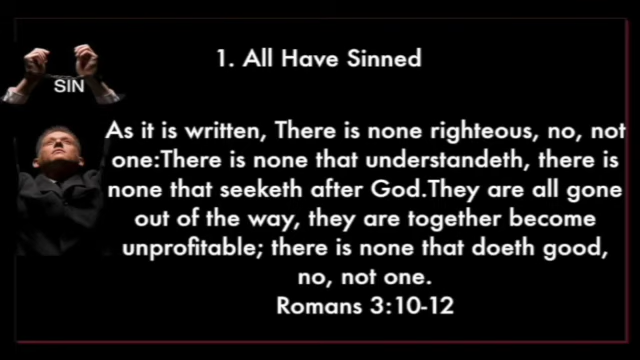 1. All Have Sinned
SIN
As it is written, There is none righteous, no, not
one:There is none that understandeth, there is
none that seeketh after God.They are all gone
out of the way, they are together become
unprofitable; there is none that doeth good,
no, not one.
Romans 3:10-12